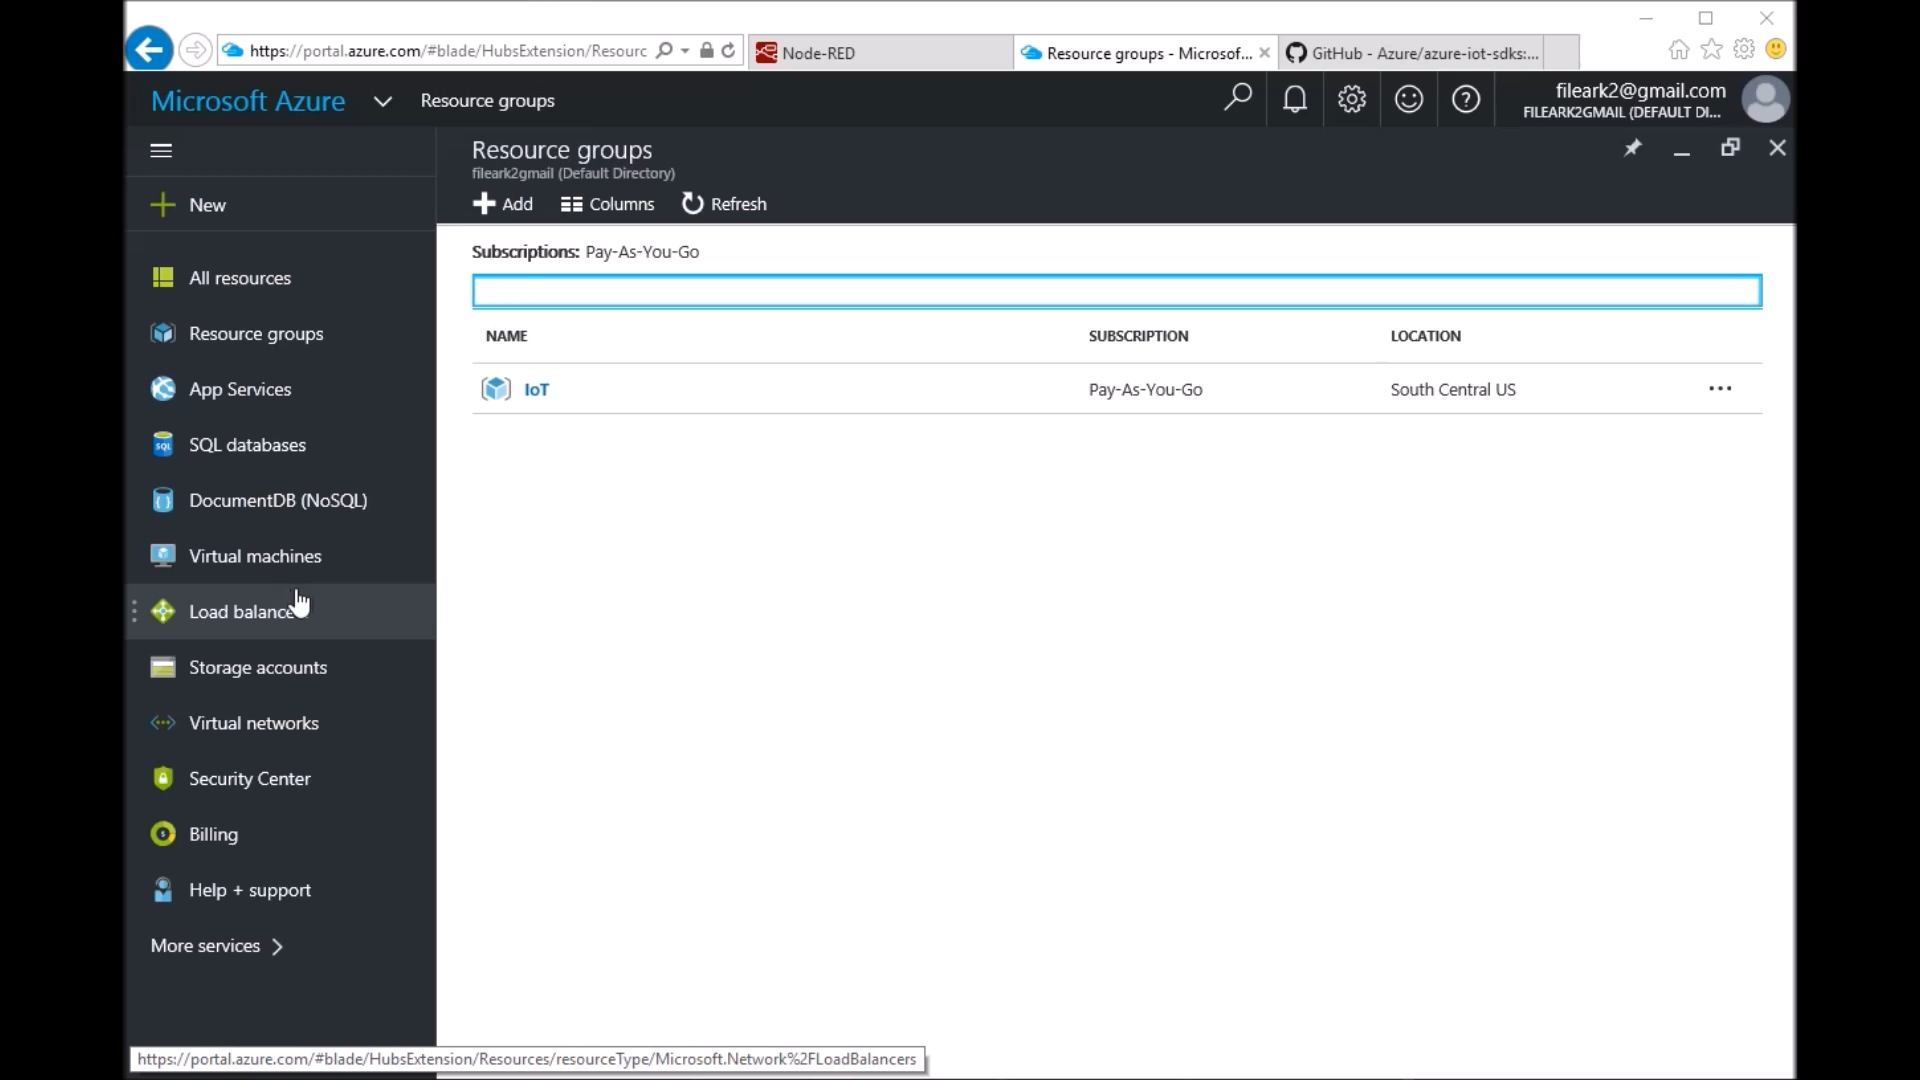 https://portal.azure.com/#blade/HubsExtension/Resourc
Node-RED
Resource groups - Microsof...
GitHub - Azure/azure-iot-sdks:...
Microsoft Azure
Resource groups
fileark2@gmail.com
FILEARK2GMAIL (DEFAULT DI...
Resource groups
fileark2gmail (Default Directory)
Add
Columns
Refresh
New
Subscriptions: Pay-As-You-Go
All resources
Resource groups
App Services
SQL databases
DocumentDB (NoSQL)
Virtual machines
Load balance
Storage accounts
Virtual networks
Security Center
Billing
Help + support
More services
NAME
SUBSCRIPTION
LOCATION
IoT
Pay-As-You-Go
South Central US
https://portal.azure.com/#blade/HubsExtension/Resources/resourceType/Microsoft.Network%2FLoadBalancers